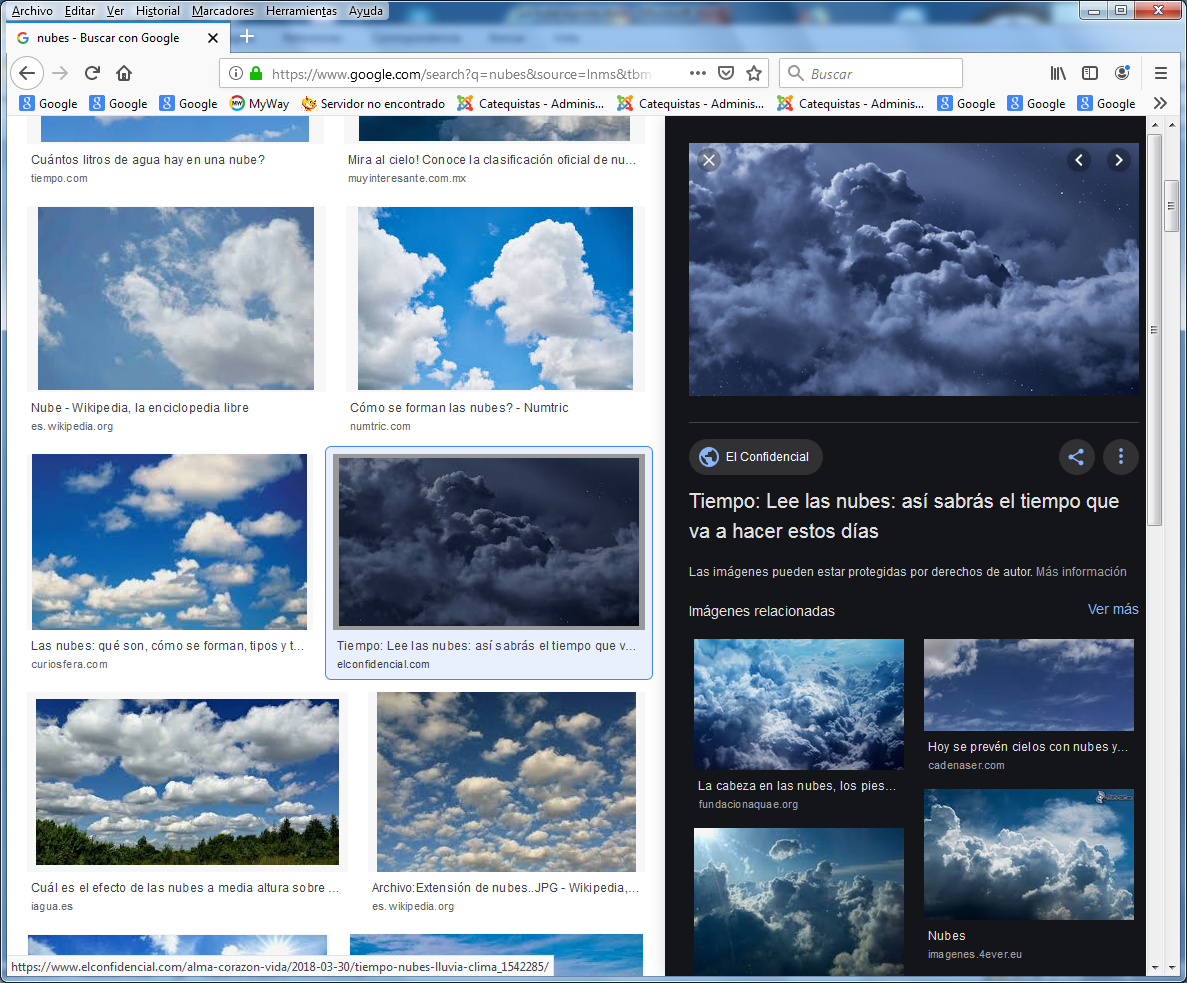 Archivo Editar Ver Historial Marcadores Herramientas Ayuda
nubes - Buscar con Google
https://www.google.com/search?q=nubes&source=lnms&tbm
Buscar
Google Google Google MyWay Servidor no encontrado Catequistas - Adminis... Catequistas - Adminis... Catequistas - Adminis... Google Google Google
Cuántos litros de agua hay en una nube?
tiempo.com
Mira al cielo! Conoce la clasificación oficial de nu...
muyinteresante.com.mx
Nube - Wikipedia, la enciclopedia libre
es.wikipedia.org
Cómo se forman las nubes? - Numtric
numtric.com
Las nubes: qué son, cómo se forman, tipos y t...
curiosfera.com
Tiempo: Lee las nubes: así sabrás el tiempo que v...
elconfidencial.com
Cuál es el efecto de las nubes a media altura sobre ...
iagua.es
Archivo:Extensión de nubes..JPG - Wikipedia,...
es.wikipedia.org
https://www.elconfidencial.com/alma-corazon-vida/2018-03-30/tiempo-nubes-lluvia-clima_1542285/
El Confidencial
Tiempo: Lee las nubes: así sabrás el tiempo que
va a hacer estos días
Las imágenes pueden estar protegidas por derechos de autor. Más información
Imágenes relacionadas
Ver más
La cabeza en las nubes, los pies...
fundacionaquae.org
Hoy se prevén cielos con nubes y...
cadenaser.com
Nubes
imagenes.4ever.eu